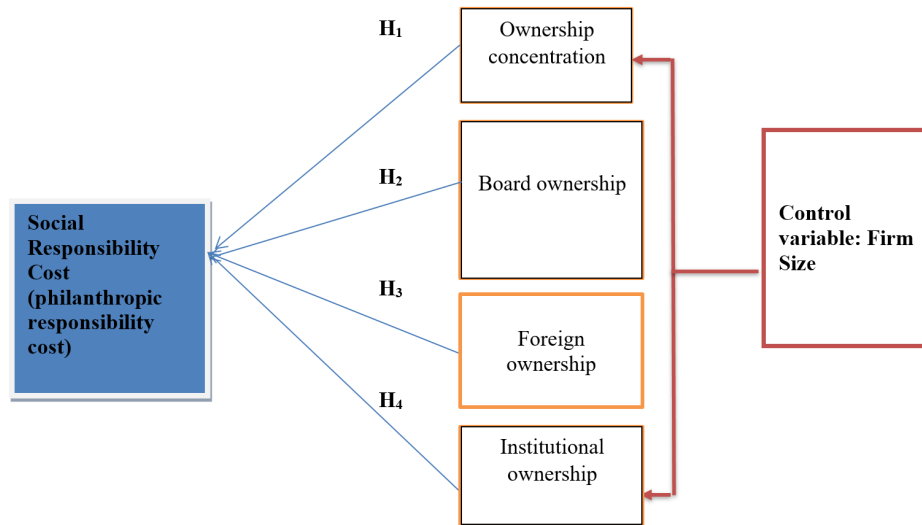 H₁
Ownership
concentration
H₂
Board ownership
Social
Responsibility
Cost
(philanthropic
responsibility
cost)
Control
variable: Firm
Size
H₃
Foreign
ownership
H₄
Institutional
ownership